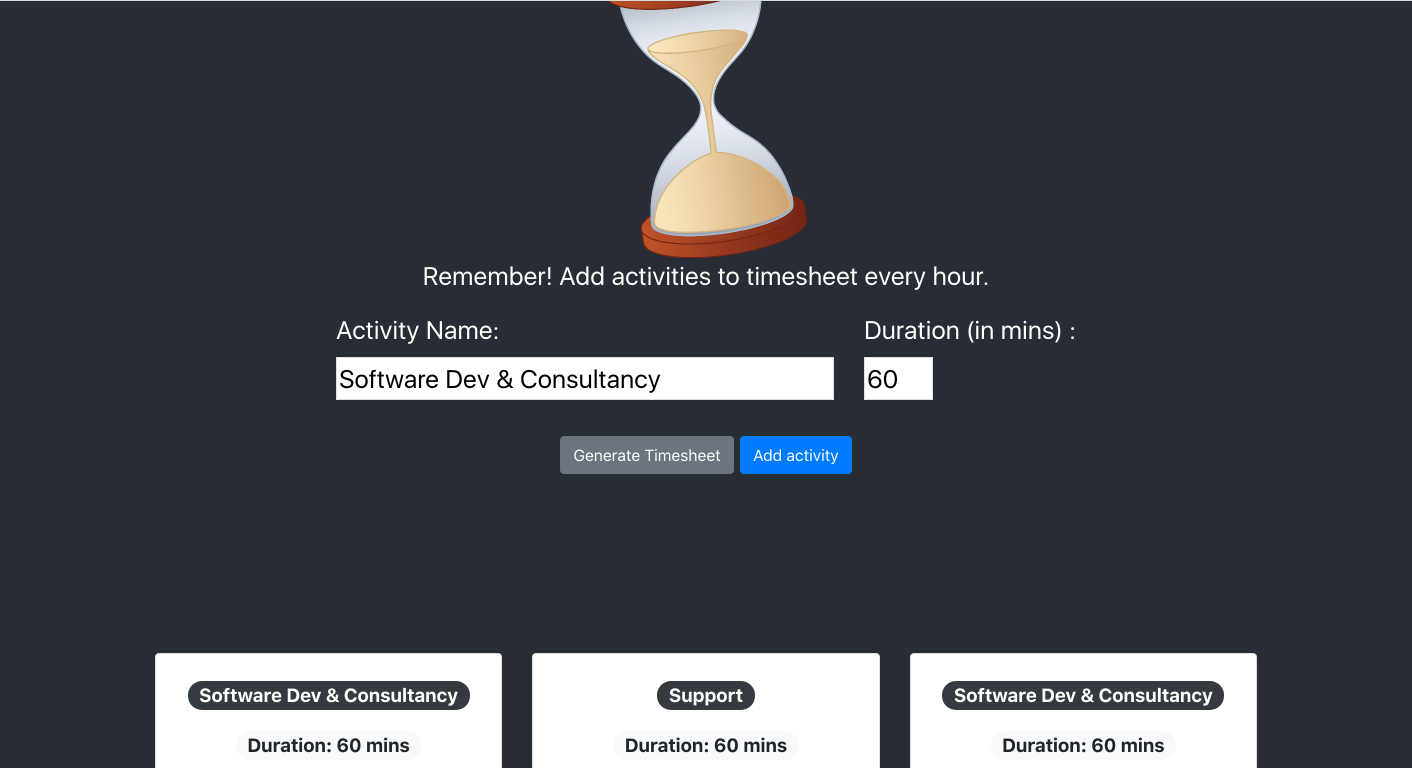 Remember! Add activities to timesheet every hour.
Activity Name:
Duration (in mins) :
Software Dev & Consultancy
60
Generate Timesheet
Add activity
Software Dev & Consultancy
Support
Software Dev & Consultancy
Duration: 60 mins
Duration: 60 mins
Duration: 60 mins